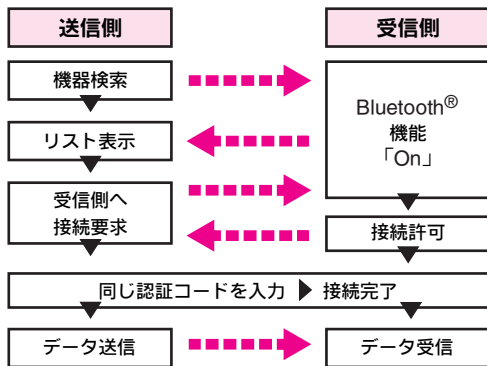 送信側
受信側
機器検索
Bluetooth®
機能
「On」
リスト表示
受信側へ
接続要求
接続許可
同じ認証コードを入力 ▶ 接続完了
データ送信
データ受信